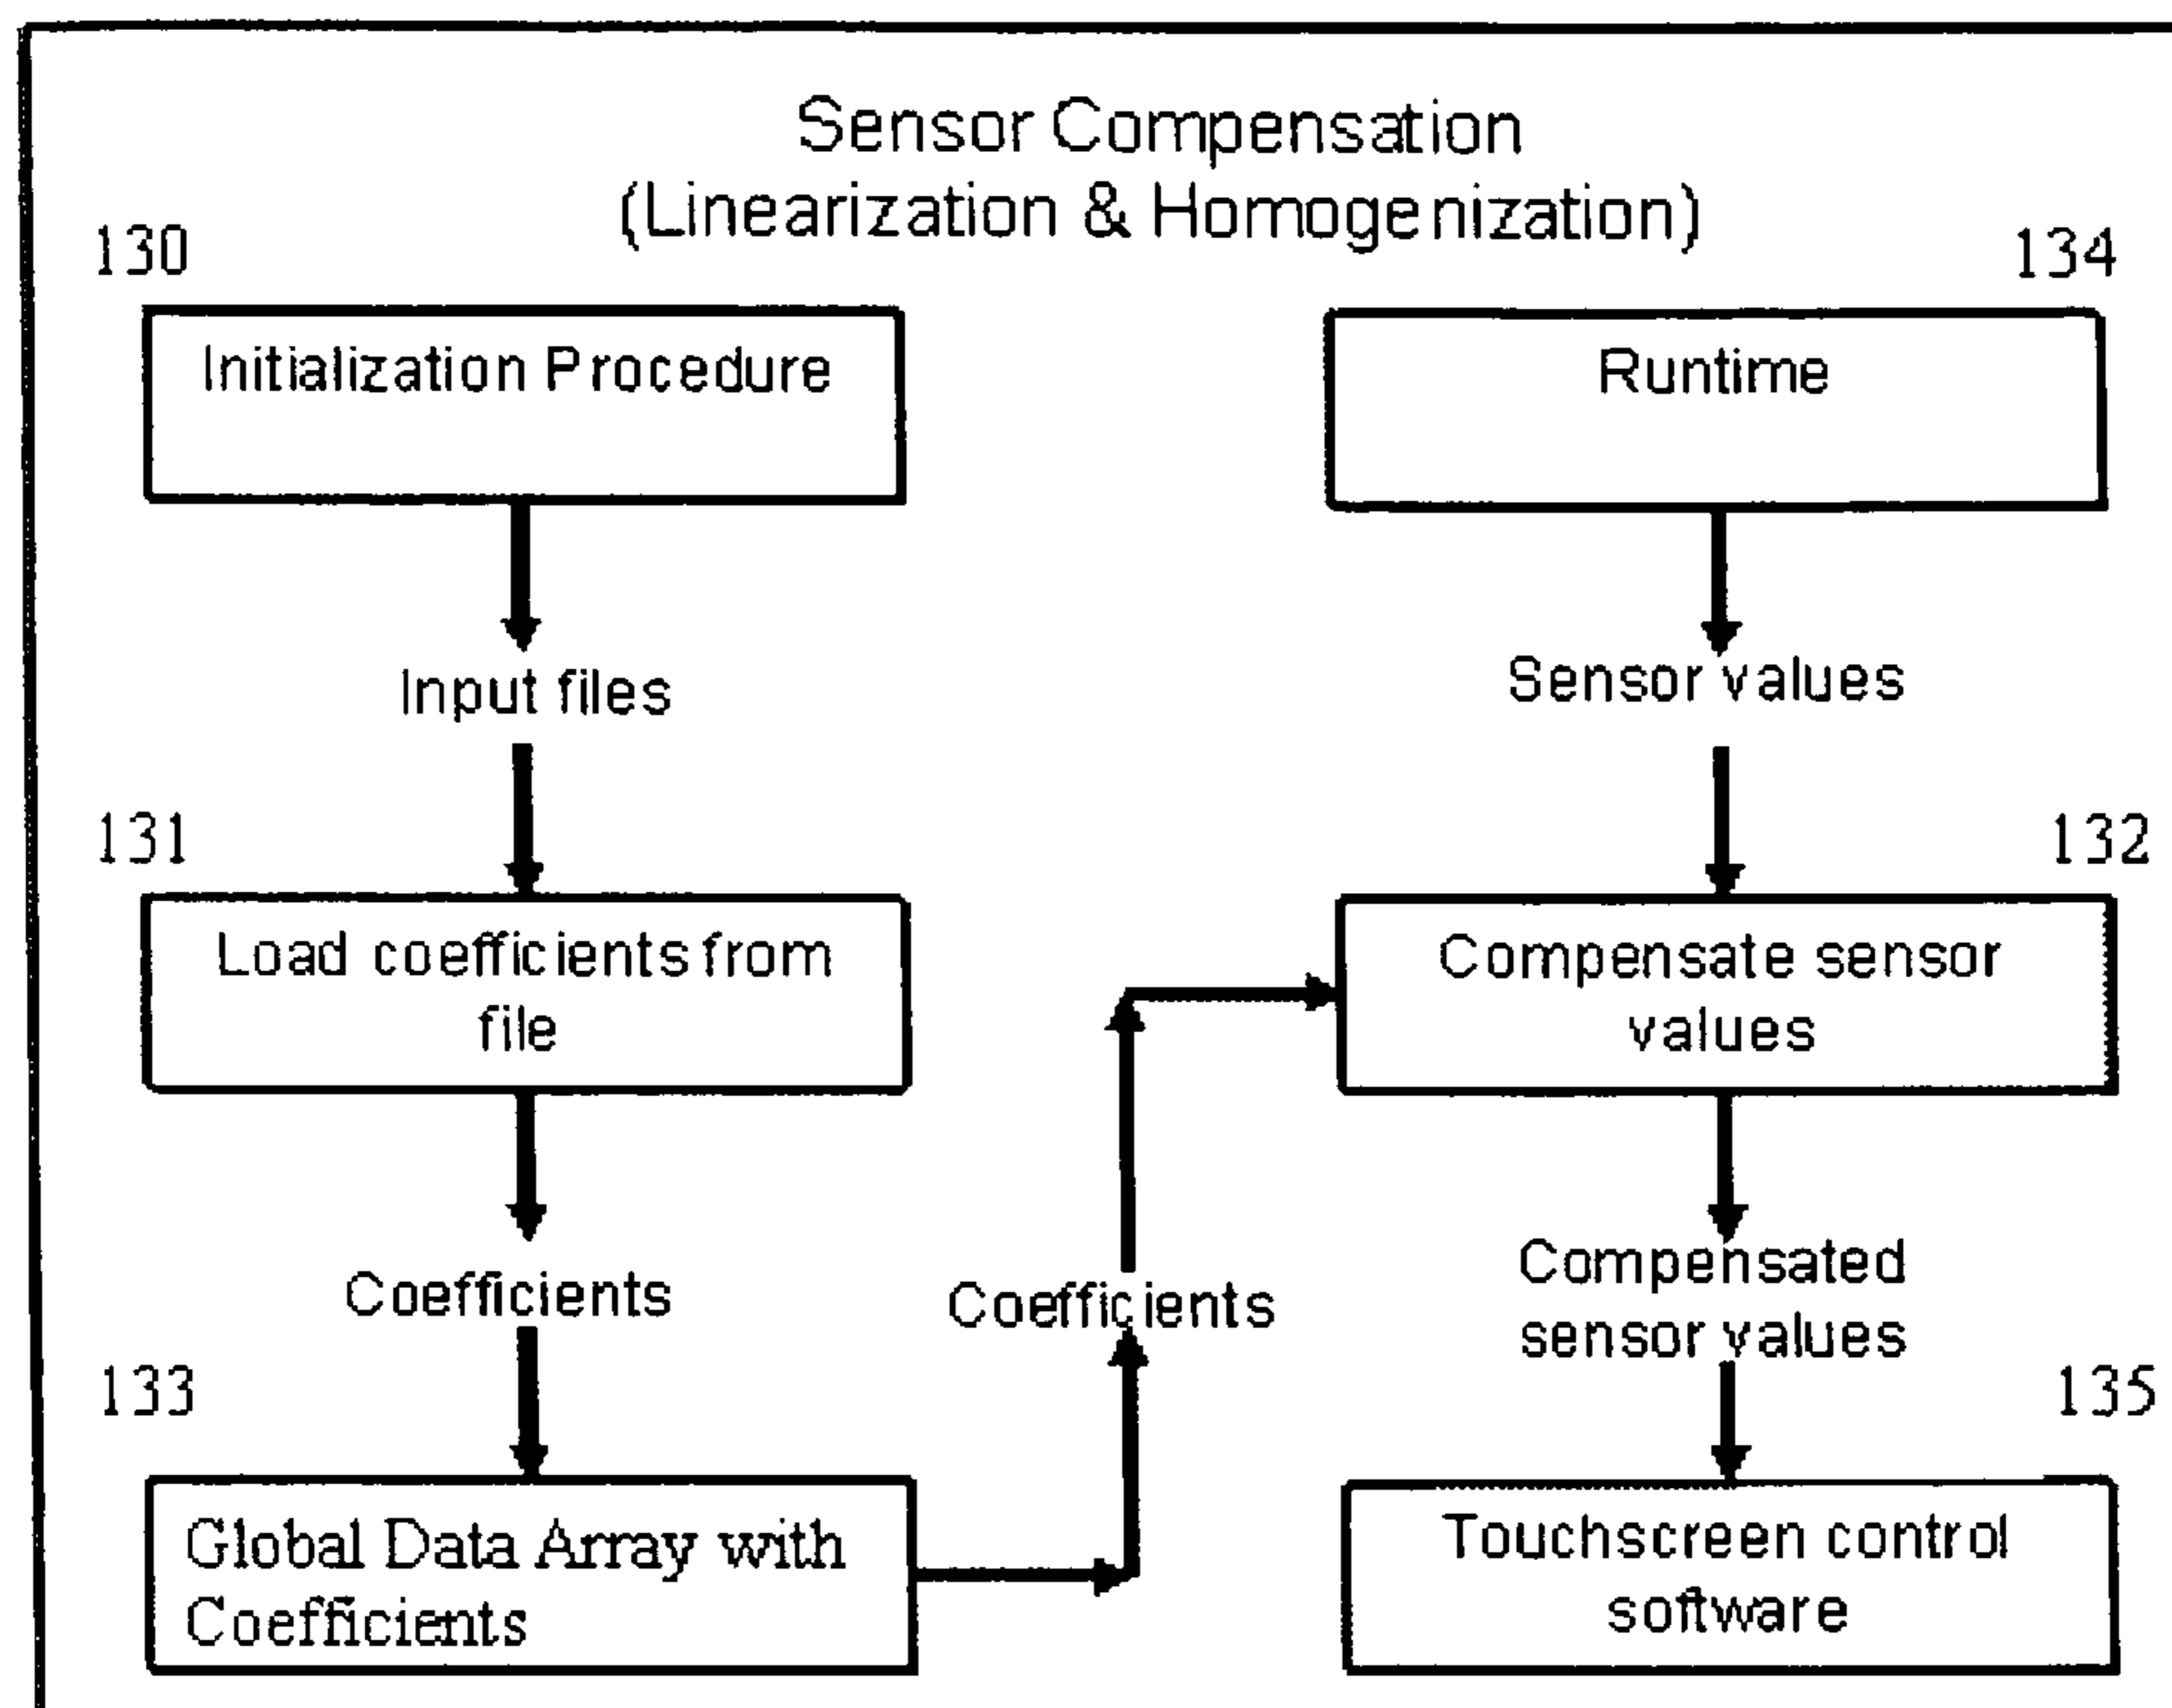 Sensor Compensation
(Linearization & Homogenization)
130
134
Initialization Procedure
Runtime
Input files
Sensor values
131
132
Load coefficients from
file
Compensate sensor
values
Coefficients
Coefficients
Compensated
sensor values
133
135
Global Data Array with
Coefficients
Touchscreen control
software